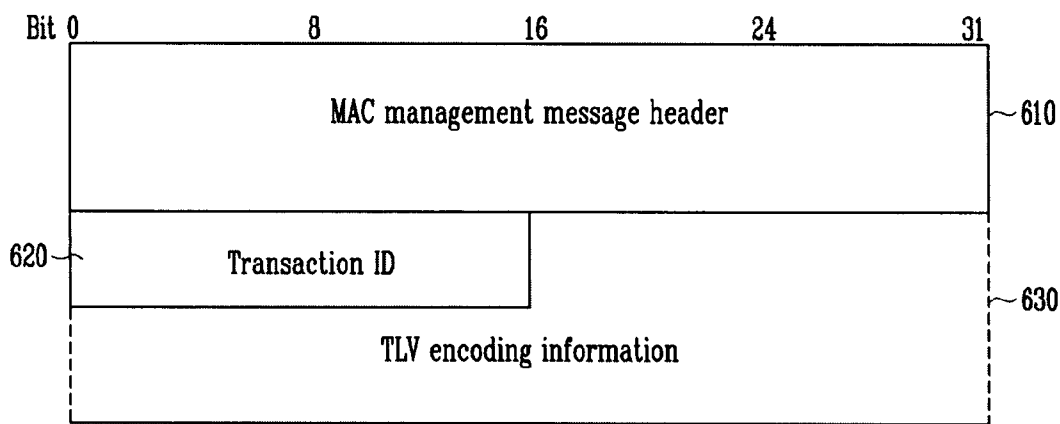 Bit 0 8 16 24 31
MAC management message header
610
620 Transaction ID
630
TLV encoding information